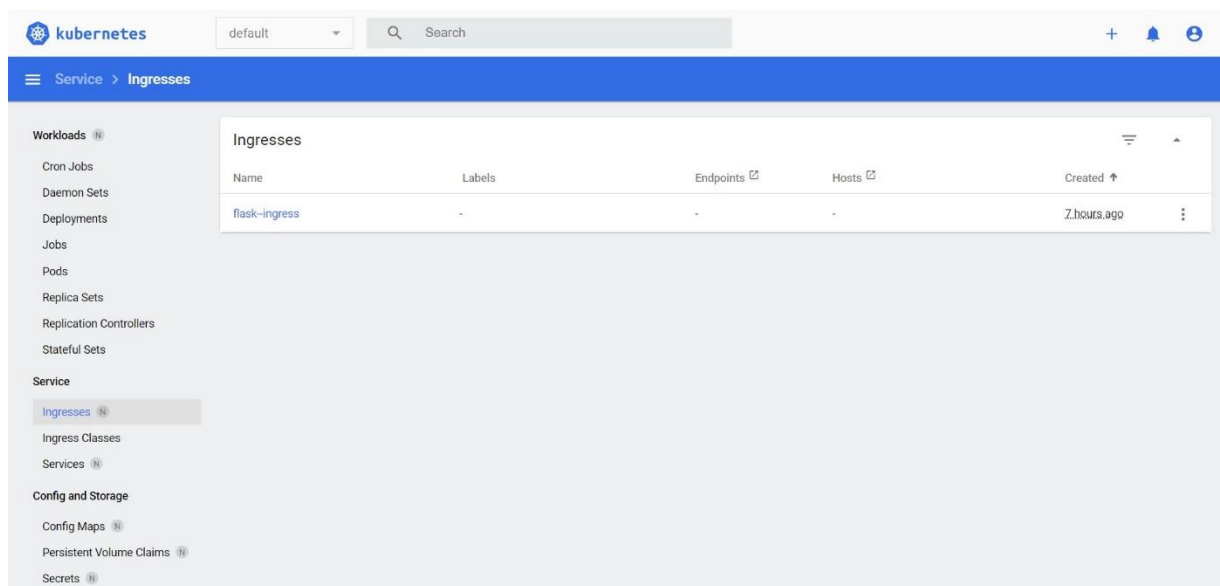 kubernetes
default
Search
Service > Ingresses
Workloads N
Cron Jobs
Daemon Sets
Deployments
Jobs
Pods
Replica Sets
Replication Controllers
Stateful Sets
Service
Ingresses N
Ingress Classes
Services N
Config and Storage
Config Maps N
Persistent Volume Claims N
Secrets N
Ingresses
Name Labels Endpoints Hosts Created
flask-ingress - - - 7 hours ago